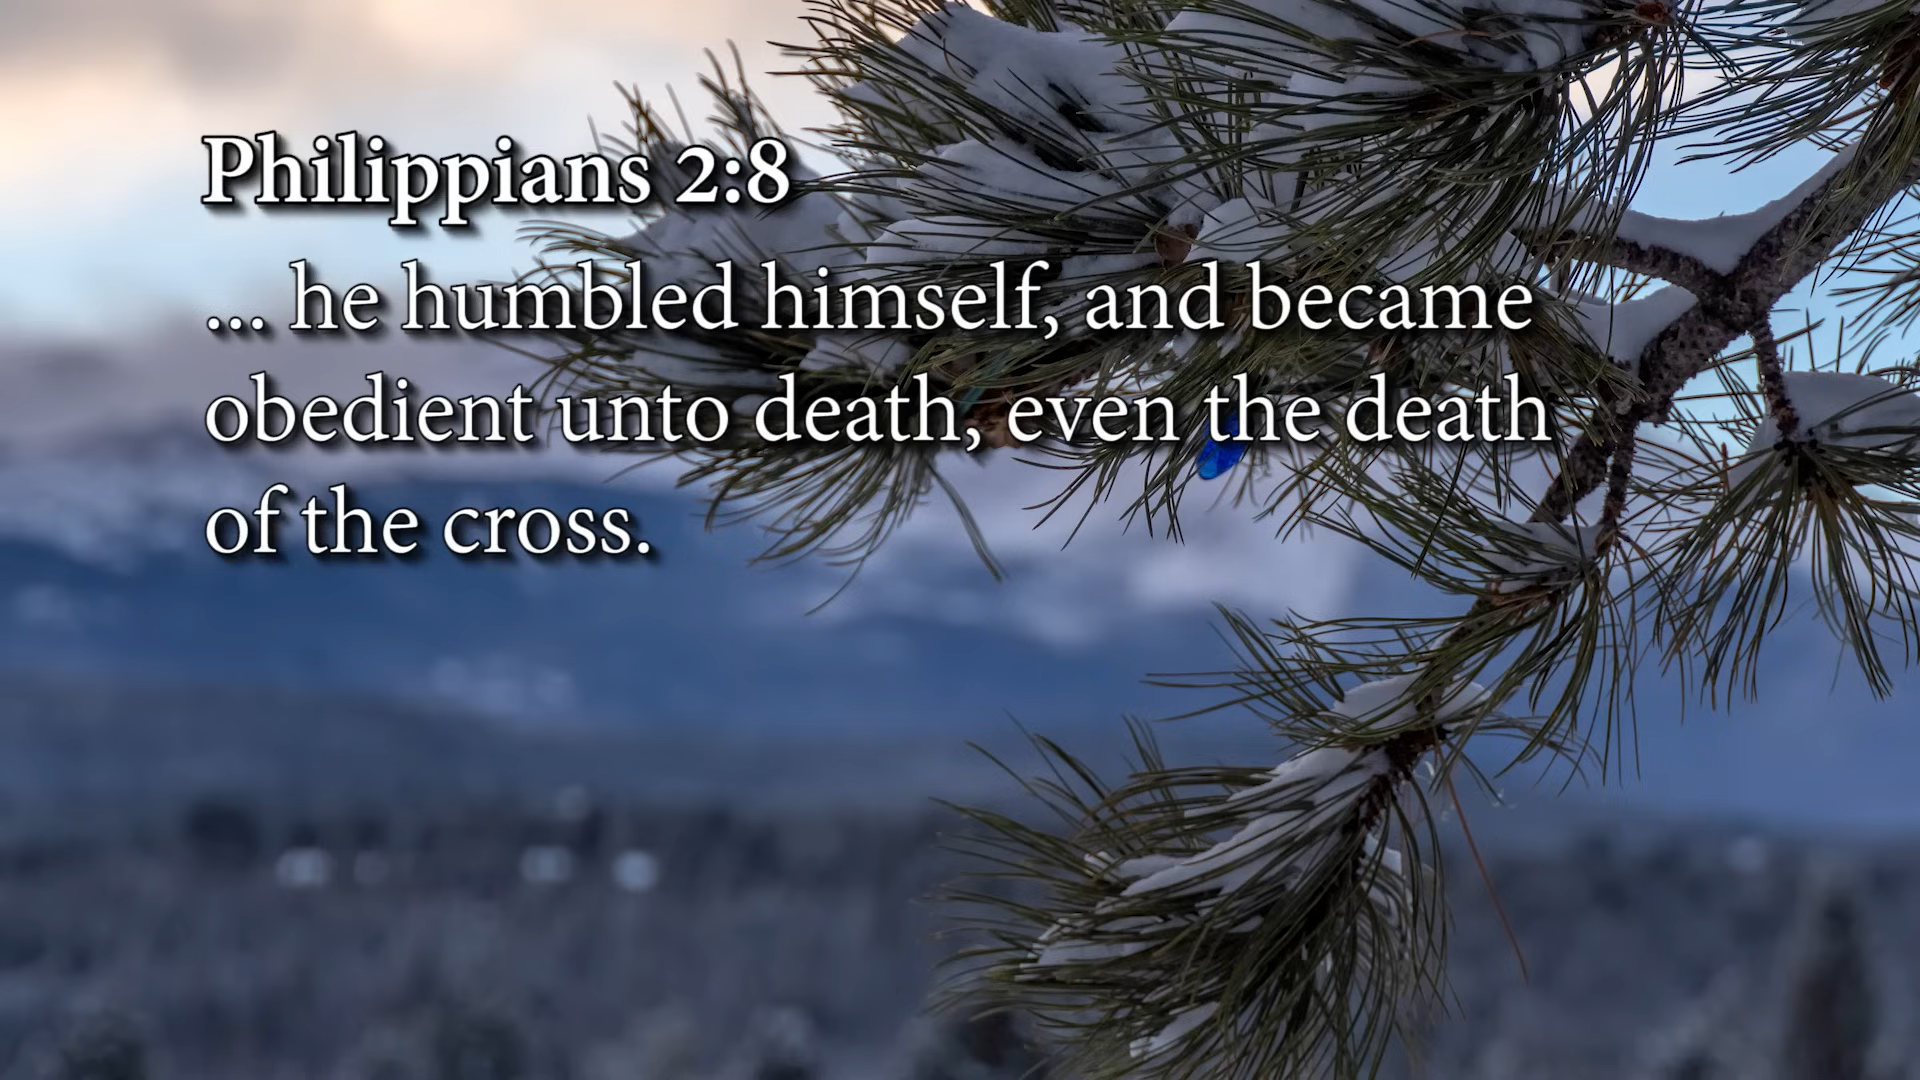 Philippians 2:8
... he humbled himself, and became
obedient unto death, even the death
of the cross.